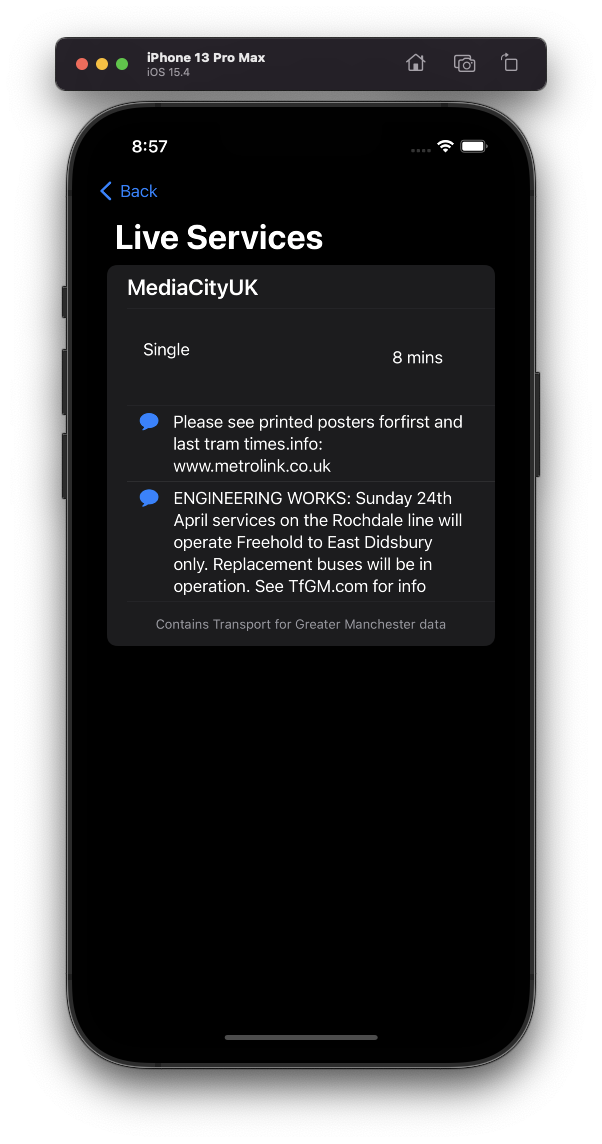 iPhone 13 Pro Max
iOS 15.4
8:57
Back
Live Services
MediaCityUK
Single
8 mins
Please see printed posters forfirst and
last tram times.info:
www.metrolink.co.uk
ENGINEERING WORKS: Sunday 24th
April services on the Rochdale line will
operate Freehold to East Didsbury
only. Replacement buses will be in
operation. See TfGM.com for info
Contains Transport for Greater Manchester data